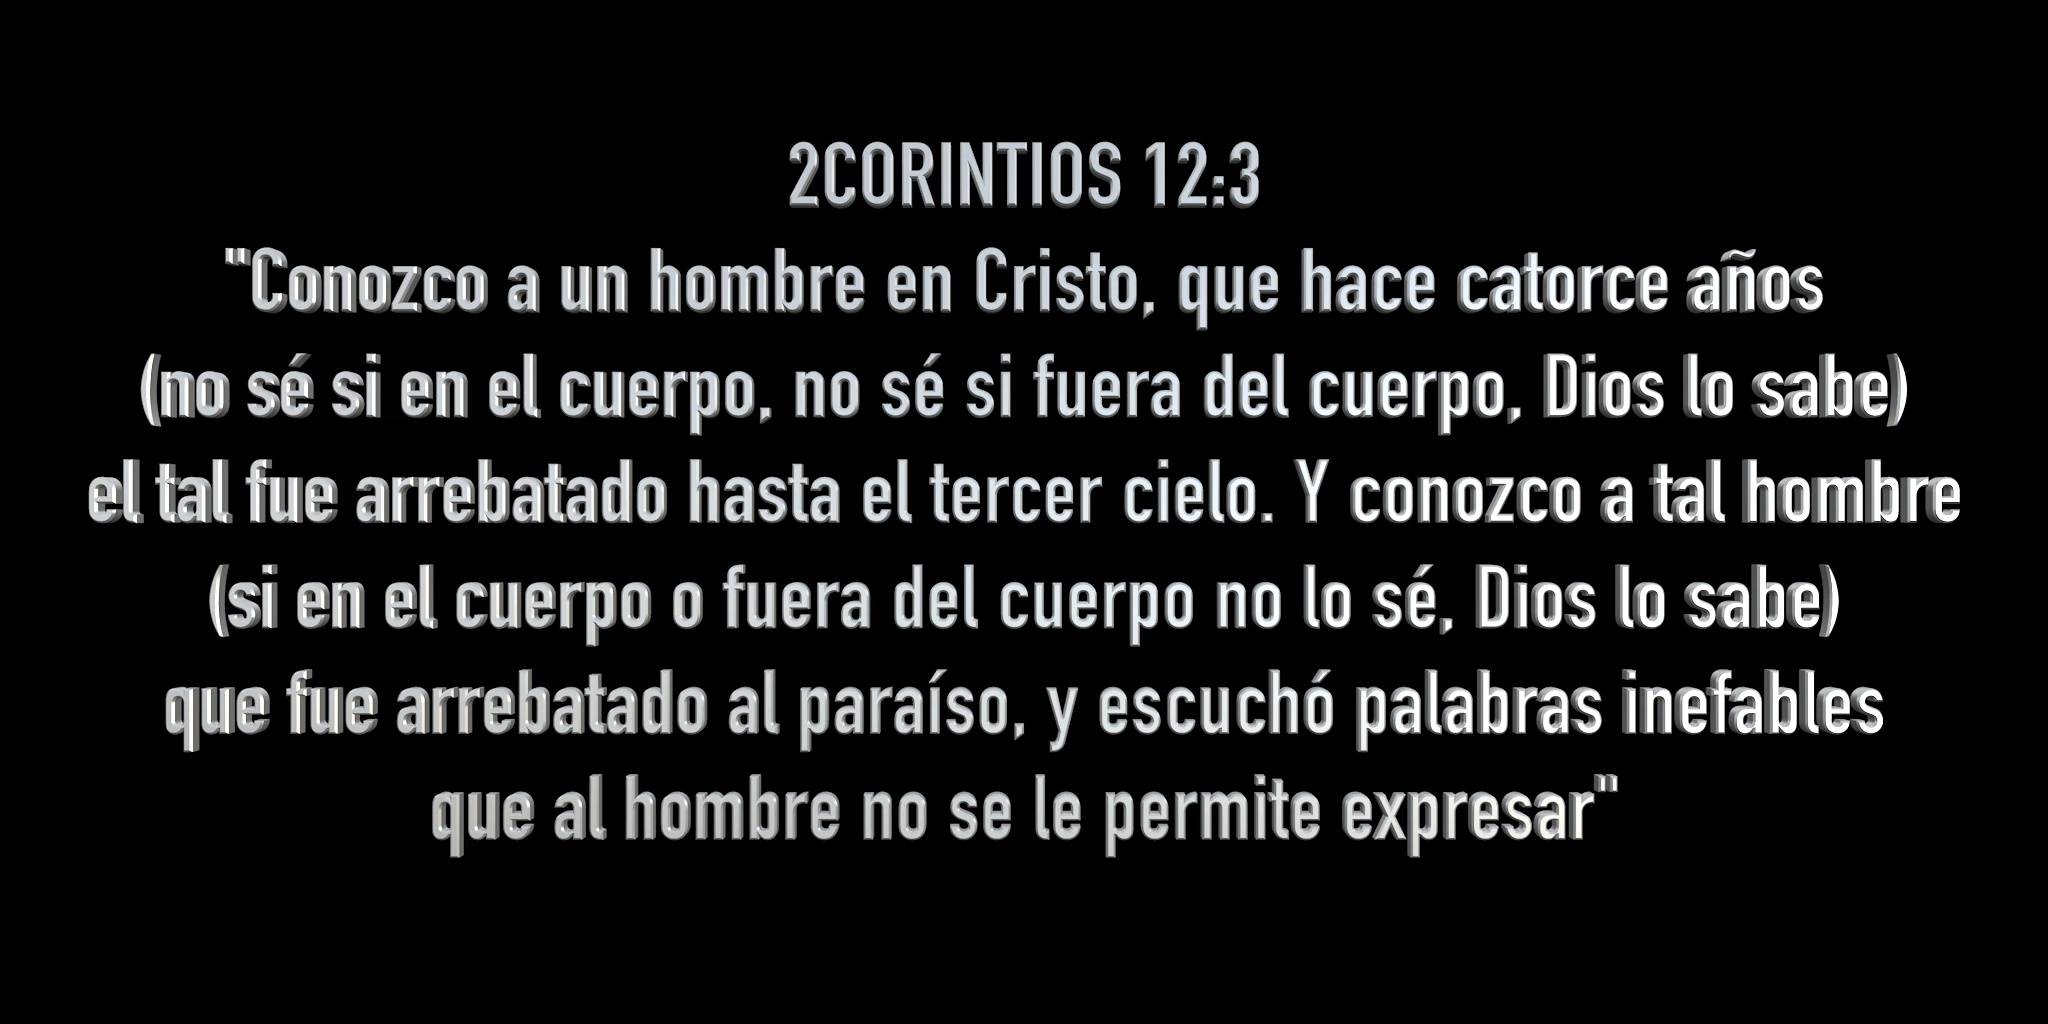 2CORINTIOS 12:3
"Conozco a un hombre en Cristo, que hace catorce años
(no sé si en el cuerpo, no sé si fuera del cuerpo, Dios lo sabe)
el tal fue arrebatado hasta el tercer cielo. Y conozco a tal hombre
(si en el cuerpo o fuera del cuerpo no lo sé, Dios lo sabe)
que fue arrebatado al paraíso, y escuchó palabras inefables
que al hombre no se le permite expresar"